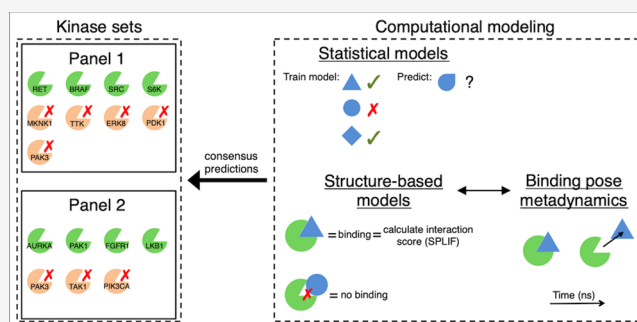 Kinase sets
Panel 1
RET BRAF SRC S6K
MKNK1 TTK ERK8 PDK1
PAK3
Panel 2
AURKA PAK1 FGFR1 LKB1
PAK3 TAK1 PIK3CA
consensus
predictions
Computational modeling
Statistical models
Train model: Predict: ?
Structure-based
models
= binding = calculate interaction
score (SPLIF)
= no binding
Binding pose
metadynamics
Time (ns)